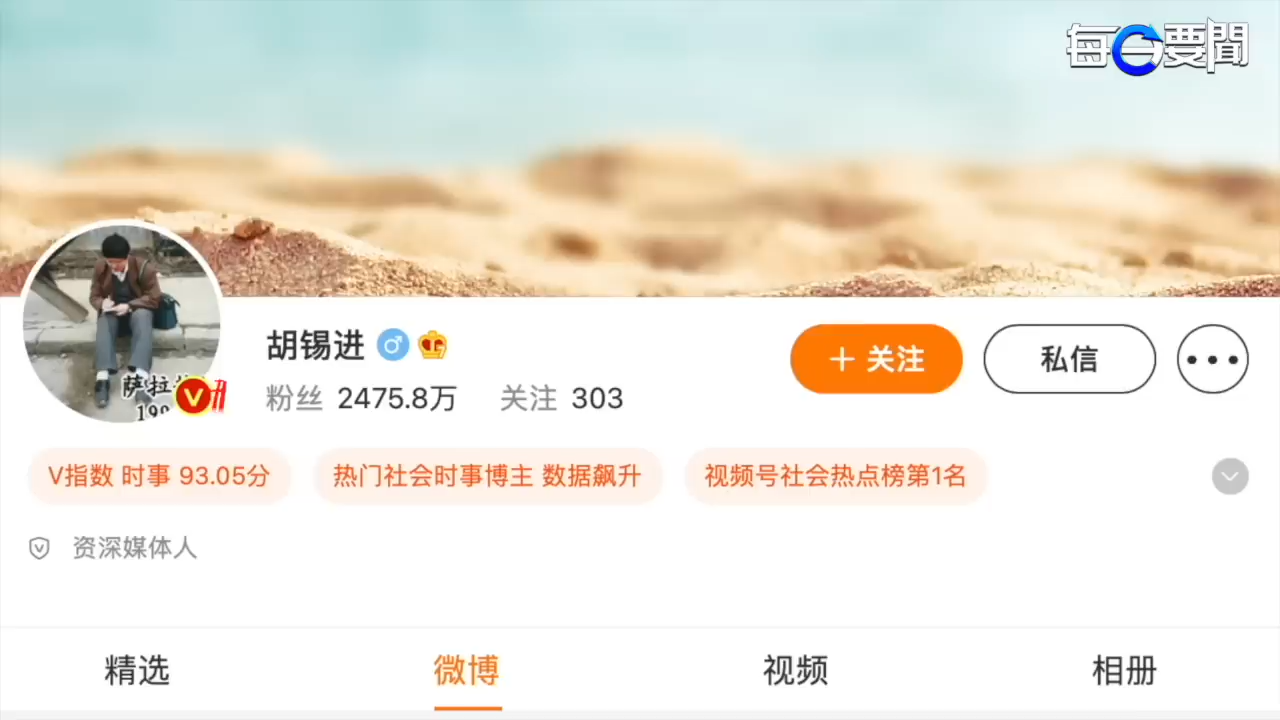 每日要聞
胡锡进
粉丝 2475.8万 关注 303
+ 关注
私信
萨拉
199
V指数 时事 93.05分
热门社会时事博主 数据飙升
视频号社会热点榜第1名
资深媒体人
精选
微博
视频
相册